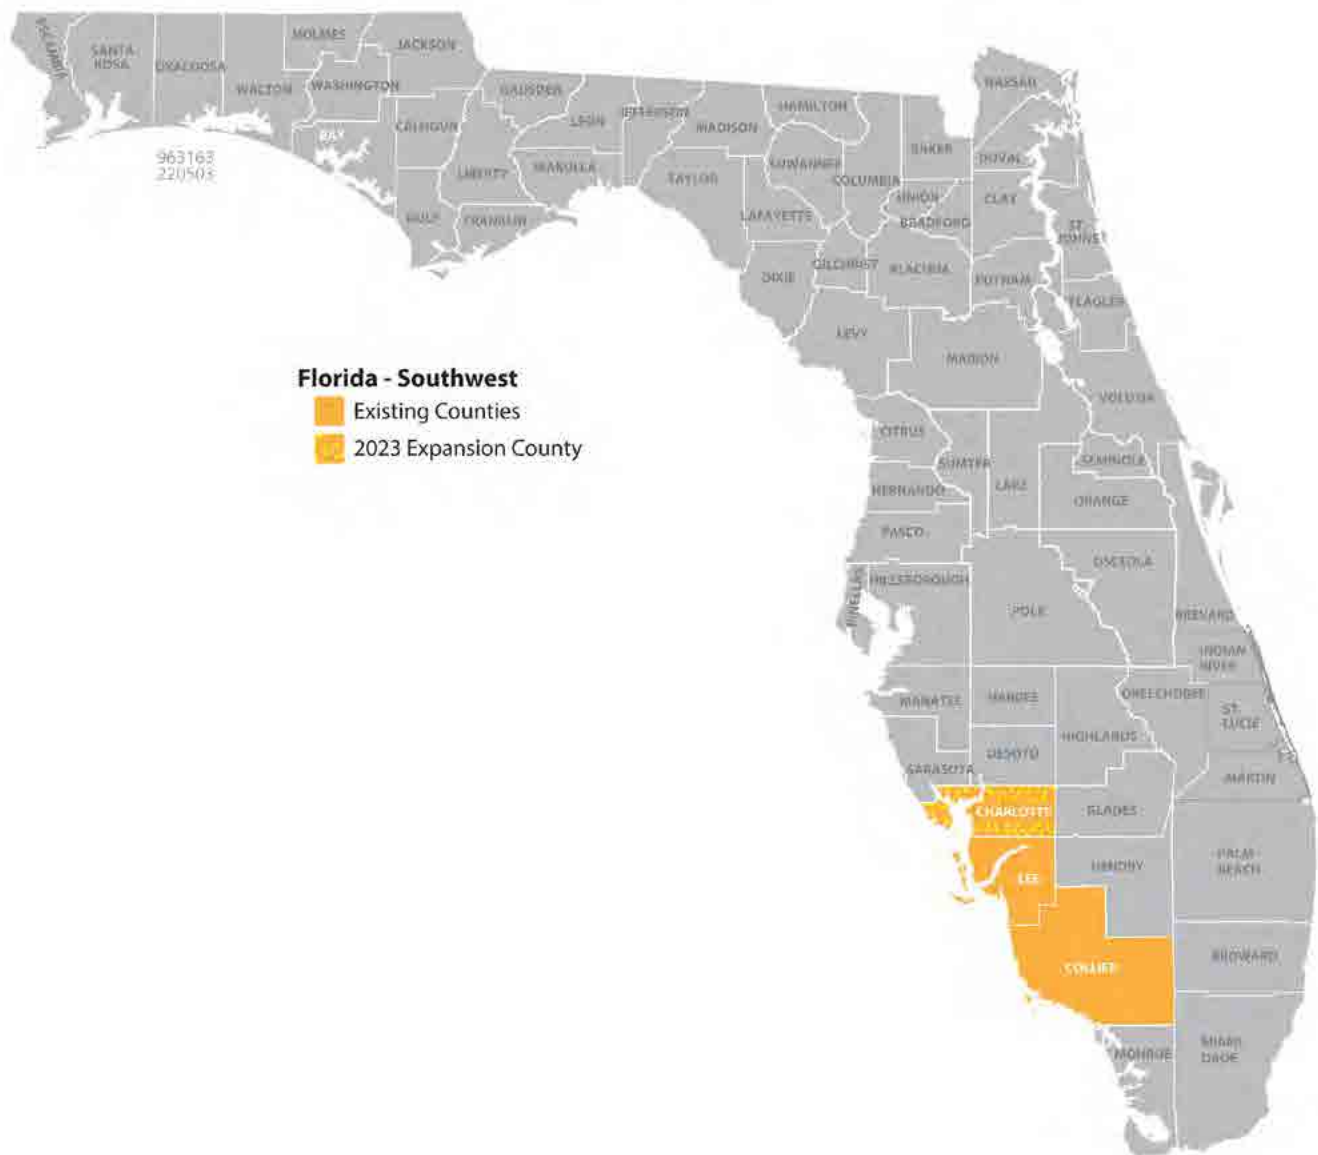 ESCAMBIA
SANTA
ROSA
OKALOOSA
WALTON
HOLMES
WASHINGTON
JACKSON
BAY
CALHOUN
GULF
LIBERTY
GADSDEN
FRANKLIN
LEON
WAKULLA
JEFFERSON
MADISON
TAYLOR
HAMILTON
SUWANNEE
LAFAYETTE
DIXIE
COLUMBIA
GILCHRIST
BAKER
UNION
BRADFORD
ALACHUA
LEVY
NASSAU
DUVAL
CLAY
ST.
JOHNS
PUTNAM
FLAGLER
MARION
VOLUSIA
963163
220503
Florida - Southwest
Existing Counties
2023 Expansion County
CITRUS
SUMTER
LAKE
SEMINOLE
ORANGE
HERNANDO
PASCO
PINELLAS
HILLSBOROUGH
POLK
OSCEOLA
BREVARD
INDIAN
RIVER
MANATEE
HARDEE
HIGHLANDS
OKEECHOBEE
ST.
LUCIE
SARASOTA
DESOTO
MARTIN
CHARLOTTE
GLADES
LEE
HENDRY
PALM
BEACH
COLLIER
BROWARD
MONROE
MIAMI
DADE